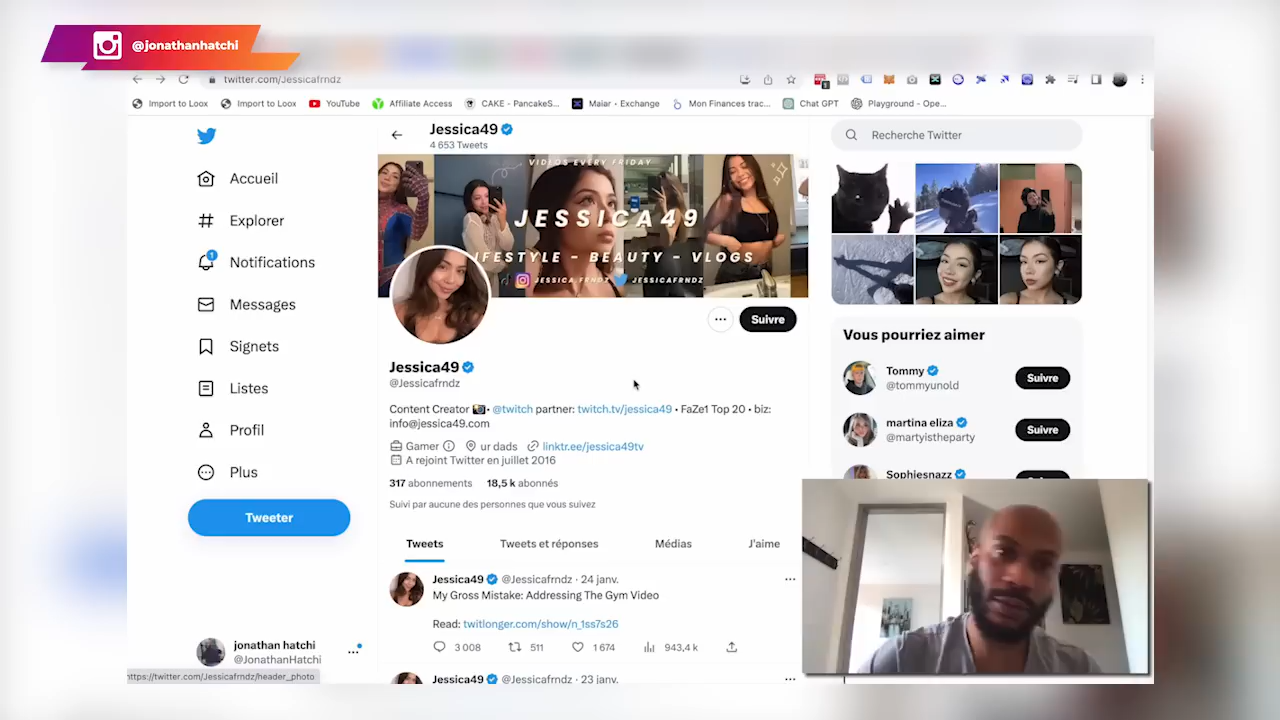 @jonathanhatchi
twitter.com/Jessicafrndz
Import to Loox
Import to Loox
YouTube
Affiliate Access
CAKE - PancakeS...
Maiar • Exchange
Mon Finances trac...
Chat GPT
Playground - Ope...
Jessica49
4 653 Tweets
Recherche Twitter
Accueil
Explorer
1
Notifications
Messages
Signets
Listes
Profil
Plus
Tweeter
jonathan hatchi
@JonathanHatchi
https://twitter.com/Jessicafrndz/header_photo
VIDEOS EVERY FRIDAY
JESSICA49
IFESTYLE - BEAUTY - VLOGS
JESSICA.FRNDZ
JESSICAFRNDZ
Suivre
Jessica49
@Jessicafrndz
Content Creator • @twitch partner: twitch.tv/jessica49 • FaZe1 Top 20 • biz:
info@jessica49.com
Gamer ur dads linktr.ee/jessica49tv
A rejoint Twitter en juillet 2016
317 abonnements 18,5k abonnés
Suivi par aucune des personnes que vous suivez
Tweets
Tweets et réponses
Médias
J'aime
Jessica49 @Jessicafrndz · 24 janv.
My Gross Mistake: Addressing The Gym Video
Read: twitlonger.com/show/n_1ss7s26
3 008
511
1 674
943,4 k
Jessica49 @Jessicafrndz · 23 janv.
Vous pourriez aimer
Tommy
@tommyunold
Suivre
martina eliza
@martyistheparty
Suivre
Sophiesnazz